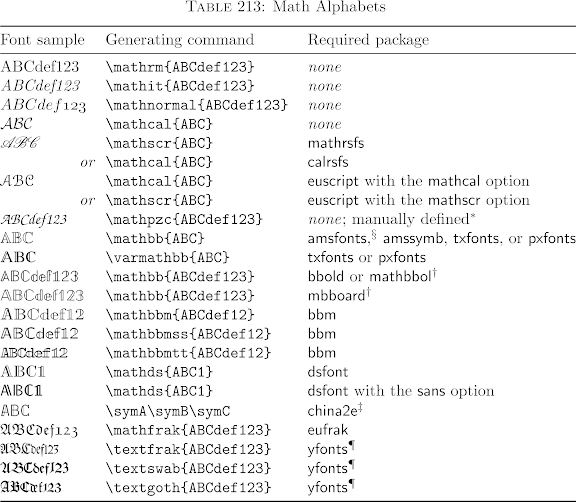 TABLE 213: Math Alphabets
Font sample Generating command Required package
ABCdef123 \mathrm{ABCdef123} none
ABCdef123 \mathit{ABCdef123} none
ABCdef123 \mathnormal{ABCdef123} none
ABC \mathcal{ABC} none
ABC \mathscr{ABC} mathrsfs
or \mathcal{ABC} calrsfs
ABC \mathcal{ABC} euscript with the mathcal option
or \mathscr{ABC} euscript with the mathscr option
ABCdef123 \mathpzc{ABCdef123} none; manually defined*
ABC \mathbb{ABC} amsfonts,§ amssymb, txfonts, or pxfonts
ABC \varmathbb{ABC} txfonts or pxfonts
ABCdef123 \mathbb{ABCdef123} bbold or mathbbol†
ABCdef123 \mathbb{ABCdef123} mbboard†
ABCdef12 \mathbbm{ABCdef12} bbm
ABCdef12 \mathbbmss{ABCdef12} bbm
ABCdef12 \mathbbmtt{ABCdef12} bbm
ABC1 \mathds{ABC1} dsfont
ABC1 \mathds{ABC1} dsfont with the sans option
ABC \symA\symB\symC china2e‡
ABCdef123 \mathfrak{ABCdef123} eufrak
ABCdef123 \textfrak{ABCdef123} yfonts¶
ABCdef123 \textswab{ABCdef123} yfonts¶
ABCdef123 \textgoth{ABCdef123} yfonts¶